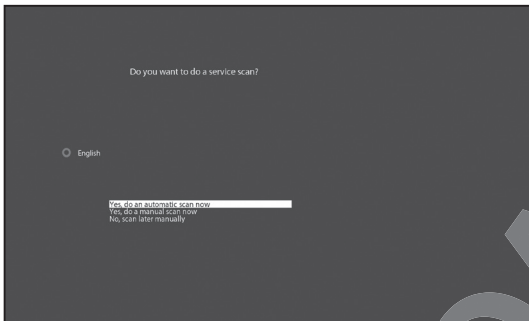 Do you want to do a service scan?
English
Yes, do an automatic scan now
Yes, do a manual scan now
No, scan later manually